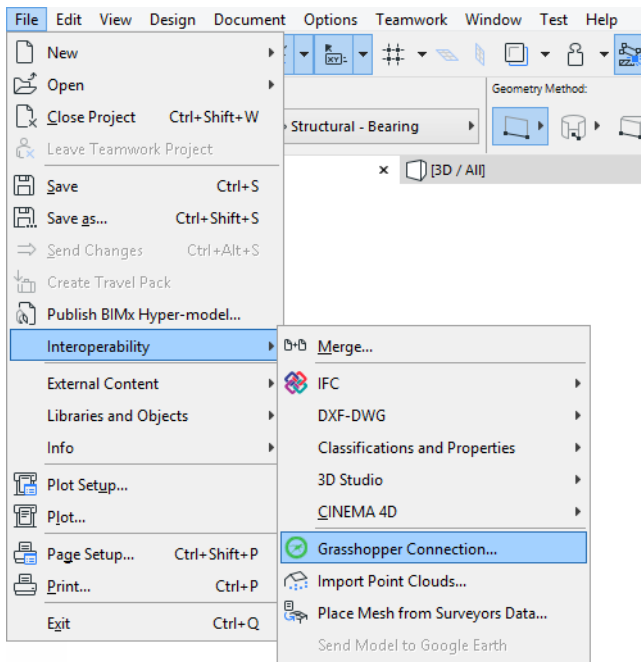 File Edit View Design Document Options Teamwork Window Test Help
New
Open
Close Project Ctrl+Shift+W
Leave Teamwork Project
Save Ctrl+S
Save as... Ctrl+Shift+S
Send Changes Ctrl+Alt+S
Create Travel Pack
Publish BIMx Hyper-model...
Interoperability
External Content
Libraries and Objects
Info
Plot Setup...
Plot...
Page Setup... Ctrl+Shift+P
Print... Ctrl+P
Exit Ctrl+Q
XY:
Geometry Method:
Structural - Bearing
[3D / All]
Merge...
IFC
DXF-DWG
Classifications and Properties
3D Studio
CINEMA 4D
Grasshopper Connection...
Import Point Clouds...
Place Mesh from Surveyors Data...
Send Model to Google Earth